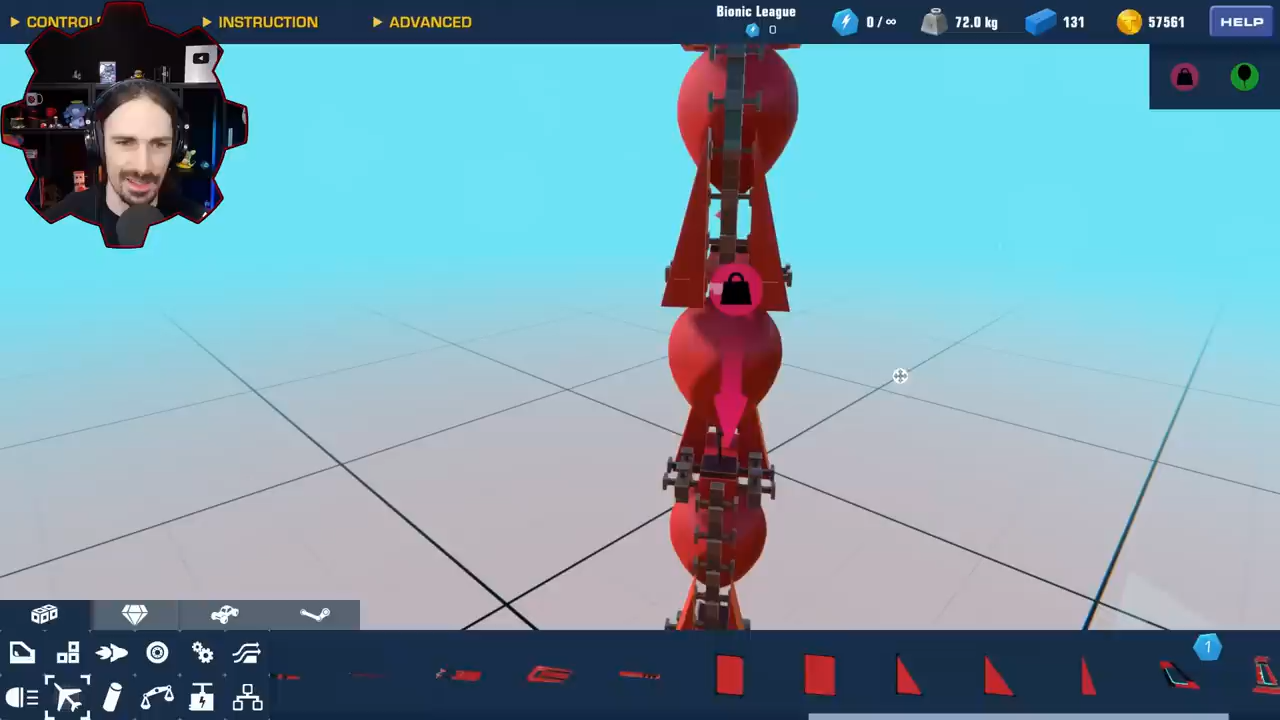 CONTROL
INSTRUCTION
ADVANCED
Bionic League
0
0 / ∞
72.0 kg
131
57561
HELP
1